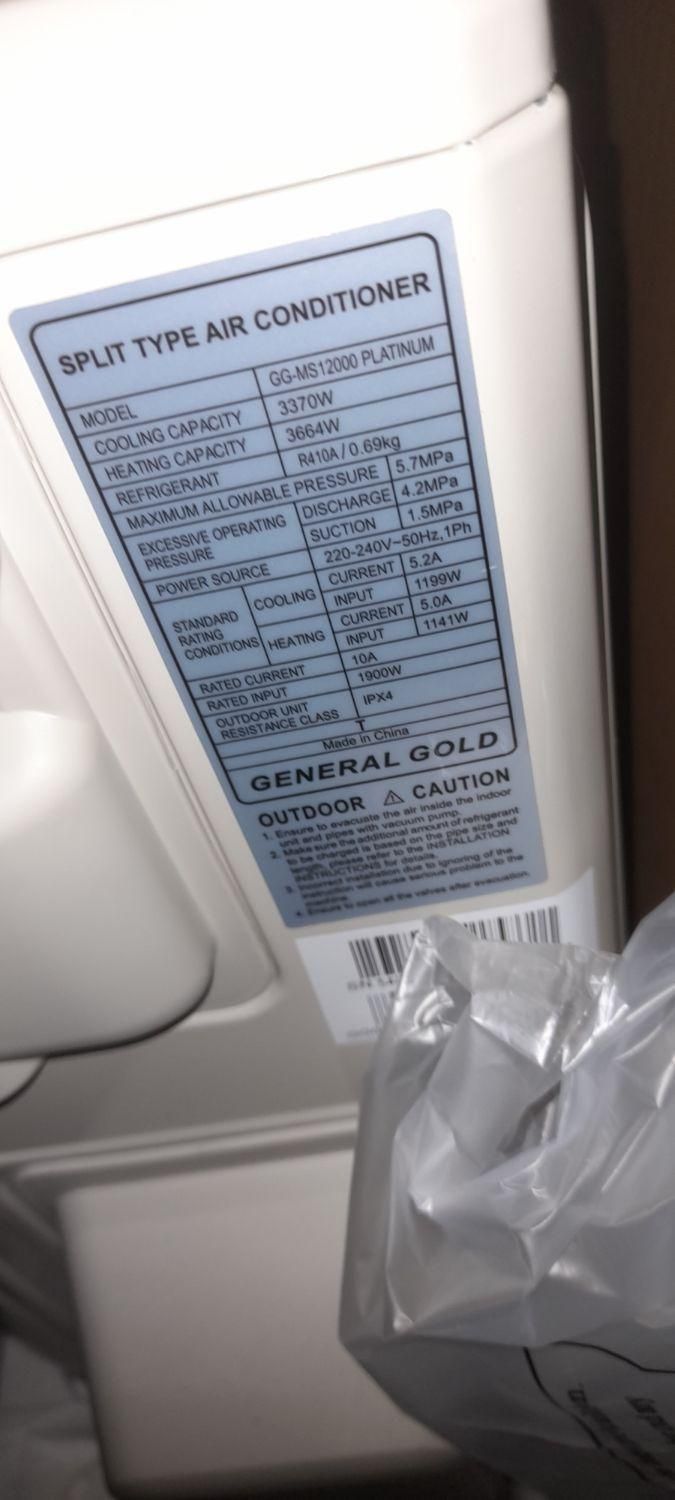 SPLIT TYPE AIR CONDITIONER
MODEL GG-MS12000 PLATINUM
COOLING CAPACITY 3370W
HEATING CAPACITY 3664W
REFRIGERANT R410A / 0.69kg
MAXIMUM ALLOWABLE PRESSURE 5.7MPa
EXCESSIVE OPERATING PRESSURE DISCHARGE 4.2MPa
SUCTION 1.5MPa
POWER SOURCE 220-240V~50Hz,1Ph
STANDARD RATING CONDITIONS COOLING CURRENT 5.2A
INPUT 1199W
HEATING CURRENT 5.0A
INPUT 1141W
RATED CURRENT 10A
RATED INPUT 1900W
OUTDOOR UNIT RESISTANCE CLASS IPX4
T
Made in China
GENERAL GOLD
OUTDOOR ⚠ CAUTION
1. Ensure to evacuate the air inside the indoor
unit and pipes with vacuum pump.
2. Make sure the additional amount of refrigerant
to be charged is based on the pipe size and
length, please refer to the INSTALLATION
INSTRUCTIONS for details.
3. Incorrect installation due to ignoring of the
instruction will cause serious problem to the
machine.
4. Ensure to open all the valves after evacuation.